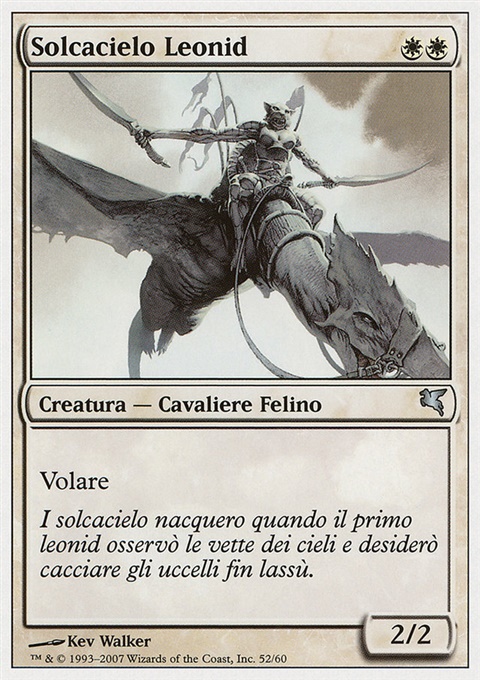 Solcacielo Leonid
Creatura — Cavaliere Felino
Volare
I solcacielo nacquero quando il primo
leonid osservò le vette dei cieli e desiderò
cacciare gli uccelli fin lassù.
2/2
Kev Walker
™ & © 1993–2007 Wizards of the Coast, Inc. 52/60